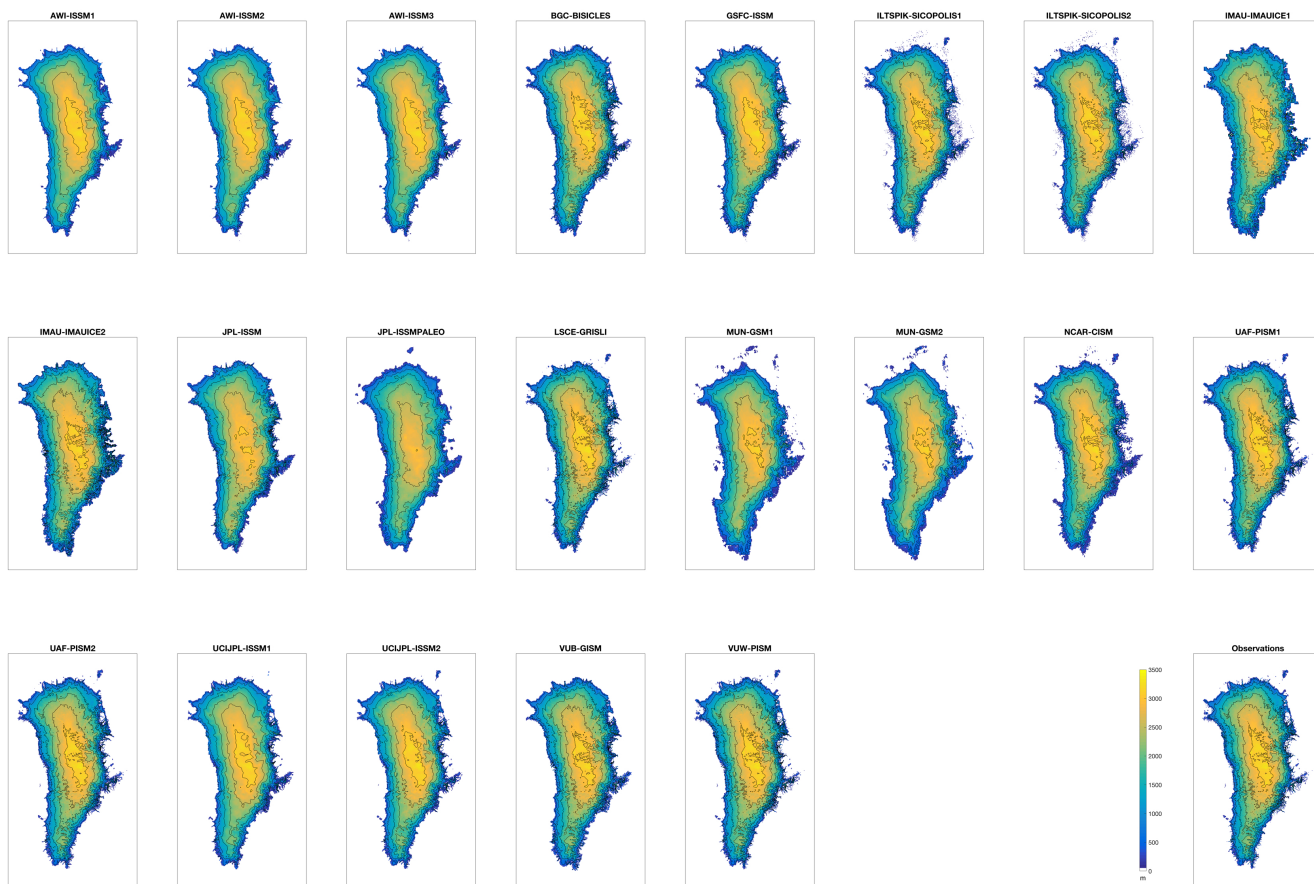 AWI-ISSM1
AWI-ISSM2
AWI-ISSM3
BGC-BISICLES
GSFC-ISSM
ILTSPIK-SICOPOLIS1
ILTSPIK-SICOPOLIS2
IMAU-IMAUICE1
IMAU-IMAUICE2
JPL-ISSM
JPL-ISSMPALEO
LSCE-GRISLI
MUN-GSM1
MUN-GSM2
NCAR-CISM
UAF-PISM1
UAF-PISM2
UCIJPL-ISSM1
UCIJPL-ISSM2
VUB-GISM
VUW-PISM
Observations
3500
3000
2500
2000
1500
1000
500
0
m